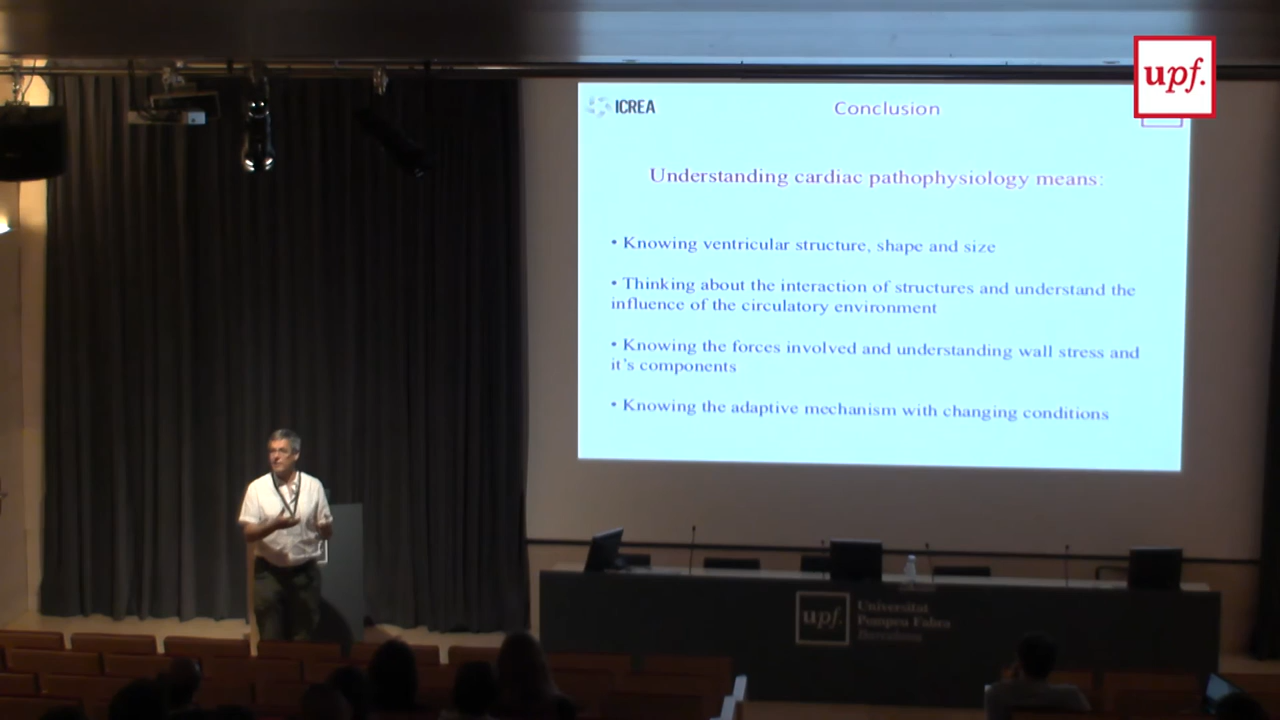 upf.
ICREA
Conclusion
Understanding cardiac pathophysiology means:
• Knowing ventricular structure, shape and size
• Thinking about the interaction of structures and understand the
influence of the circulatory environment
• Knowing the forces involved and understanding wall stress and
it's components
• Knowing the adaptive mechanism with changing conditions
upf.
Universitat
Pompeu Fabra
Barcelona